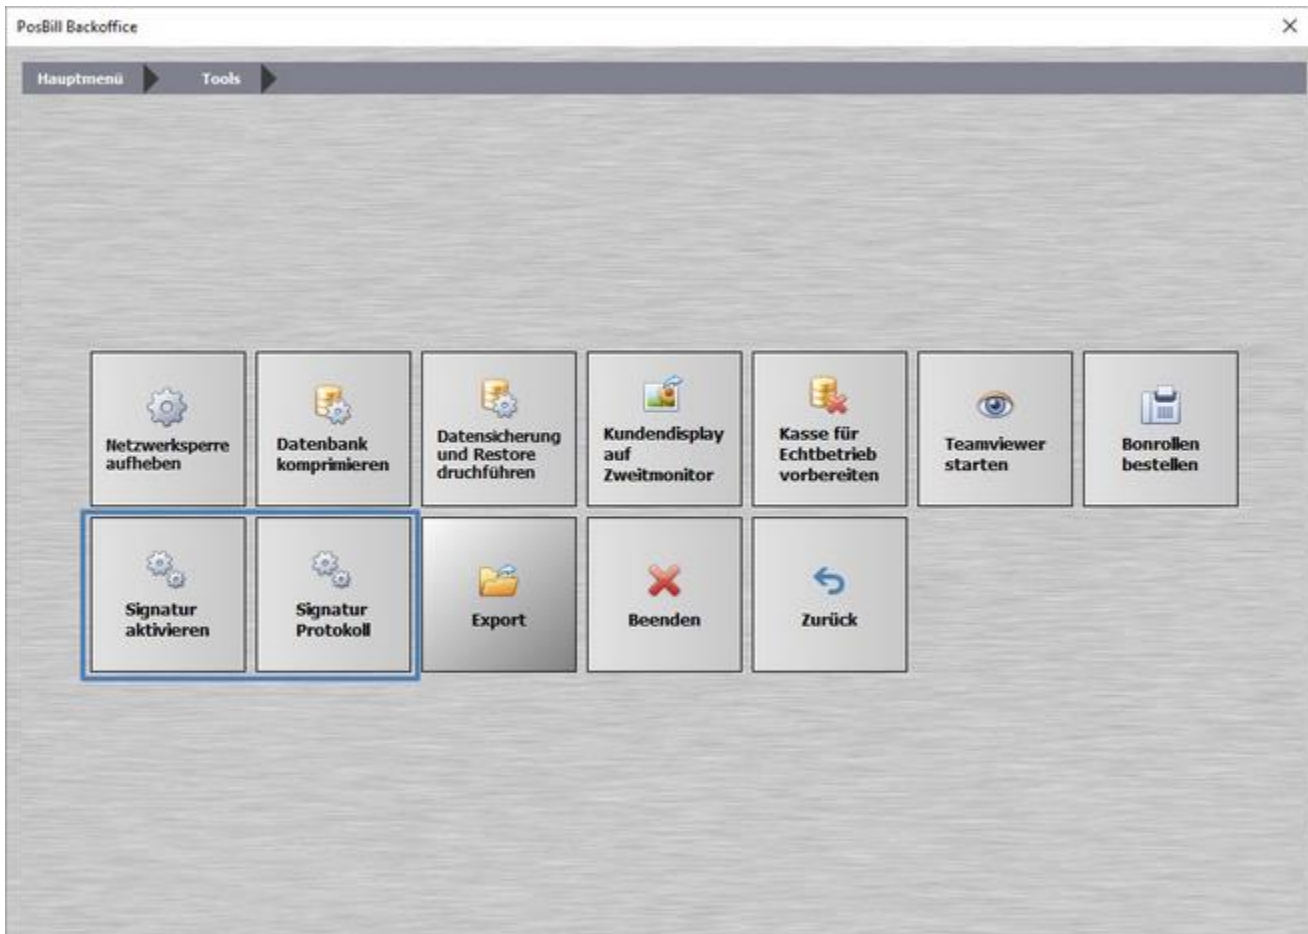 PosBill Backoffice
Hauptmenü
Tools
Netzwerksperre
aufheben
Datenbank
komprimieren
Datensicherung
und Restore
druchführen
Kundendisplay
auf
Zweitmonitor
Kasse für
Echtbetrieb
vorbereiten
Teamviewer
starten
Bonrollen
bestellen
Signatur
aktivieren
Signatur
Protokoll
Export
Beenden
Zurück